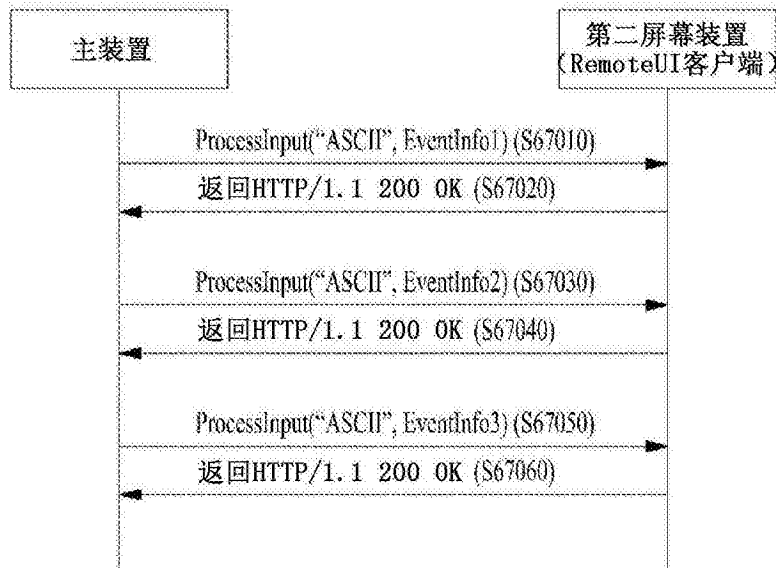 主装置
第二屏幕装置
(RemoteUI客户端)
ProcessInput(“ASCII”, EventInfo1) (S67010)
返回HTTP/1.1 200 OK (S67020)
ProcessInput(“ASCII”, EventInfo2) (S67030)
返回HTTP/1.1 200 OK (S67040)
ProcessInput(“ASCII”, EventInfo3) (S67050)
返回HTTP/1.1 200 OK (S67060)